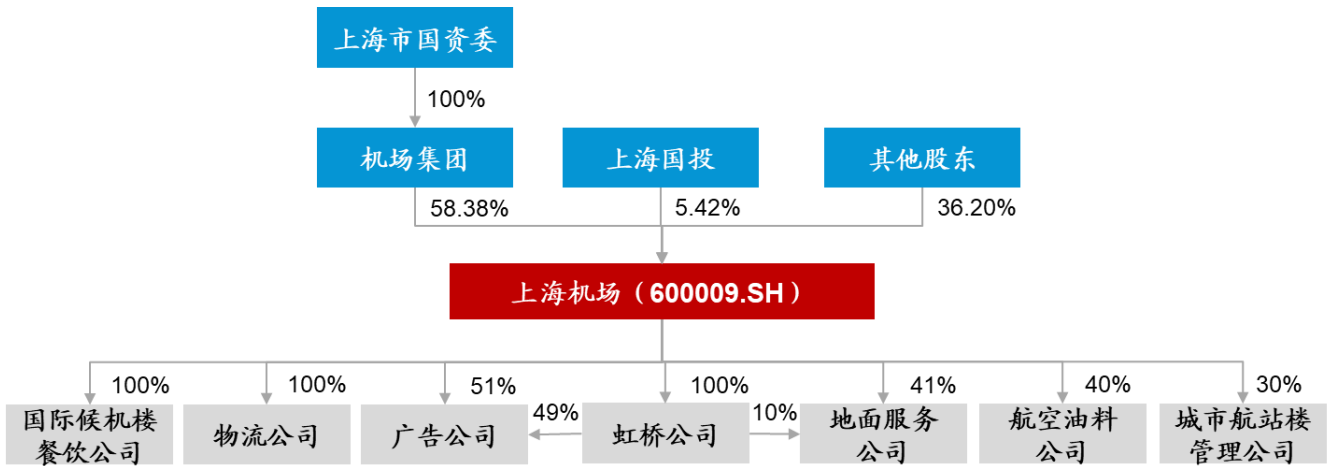 上海市国资委
100%
机场集团
上海国投
其他股东
58.38%
5.42%
36.20%
上海机场（600009.SH）
100%
100%
51%
100%
41%
40%
30%
国际候机楼
餐饮公司
物流公司
广告公司
49%
虹桥公司
10%
地面服务
公司
航空油料
公司
城市航站楼
管理公司